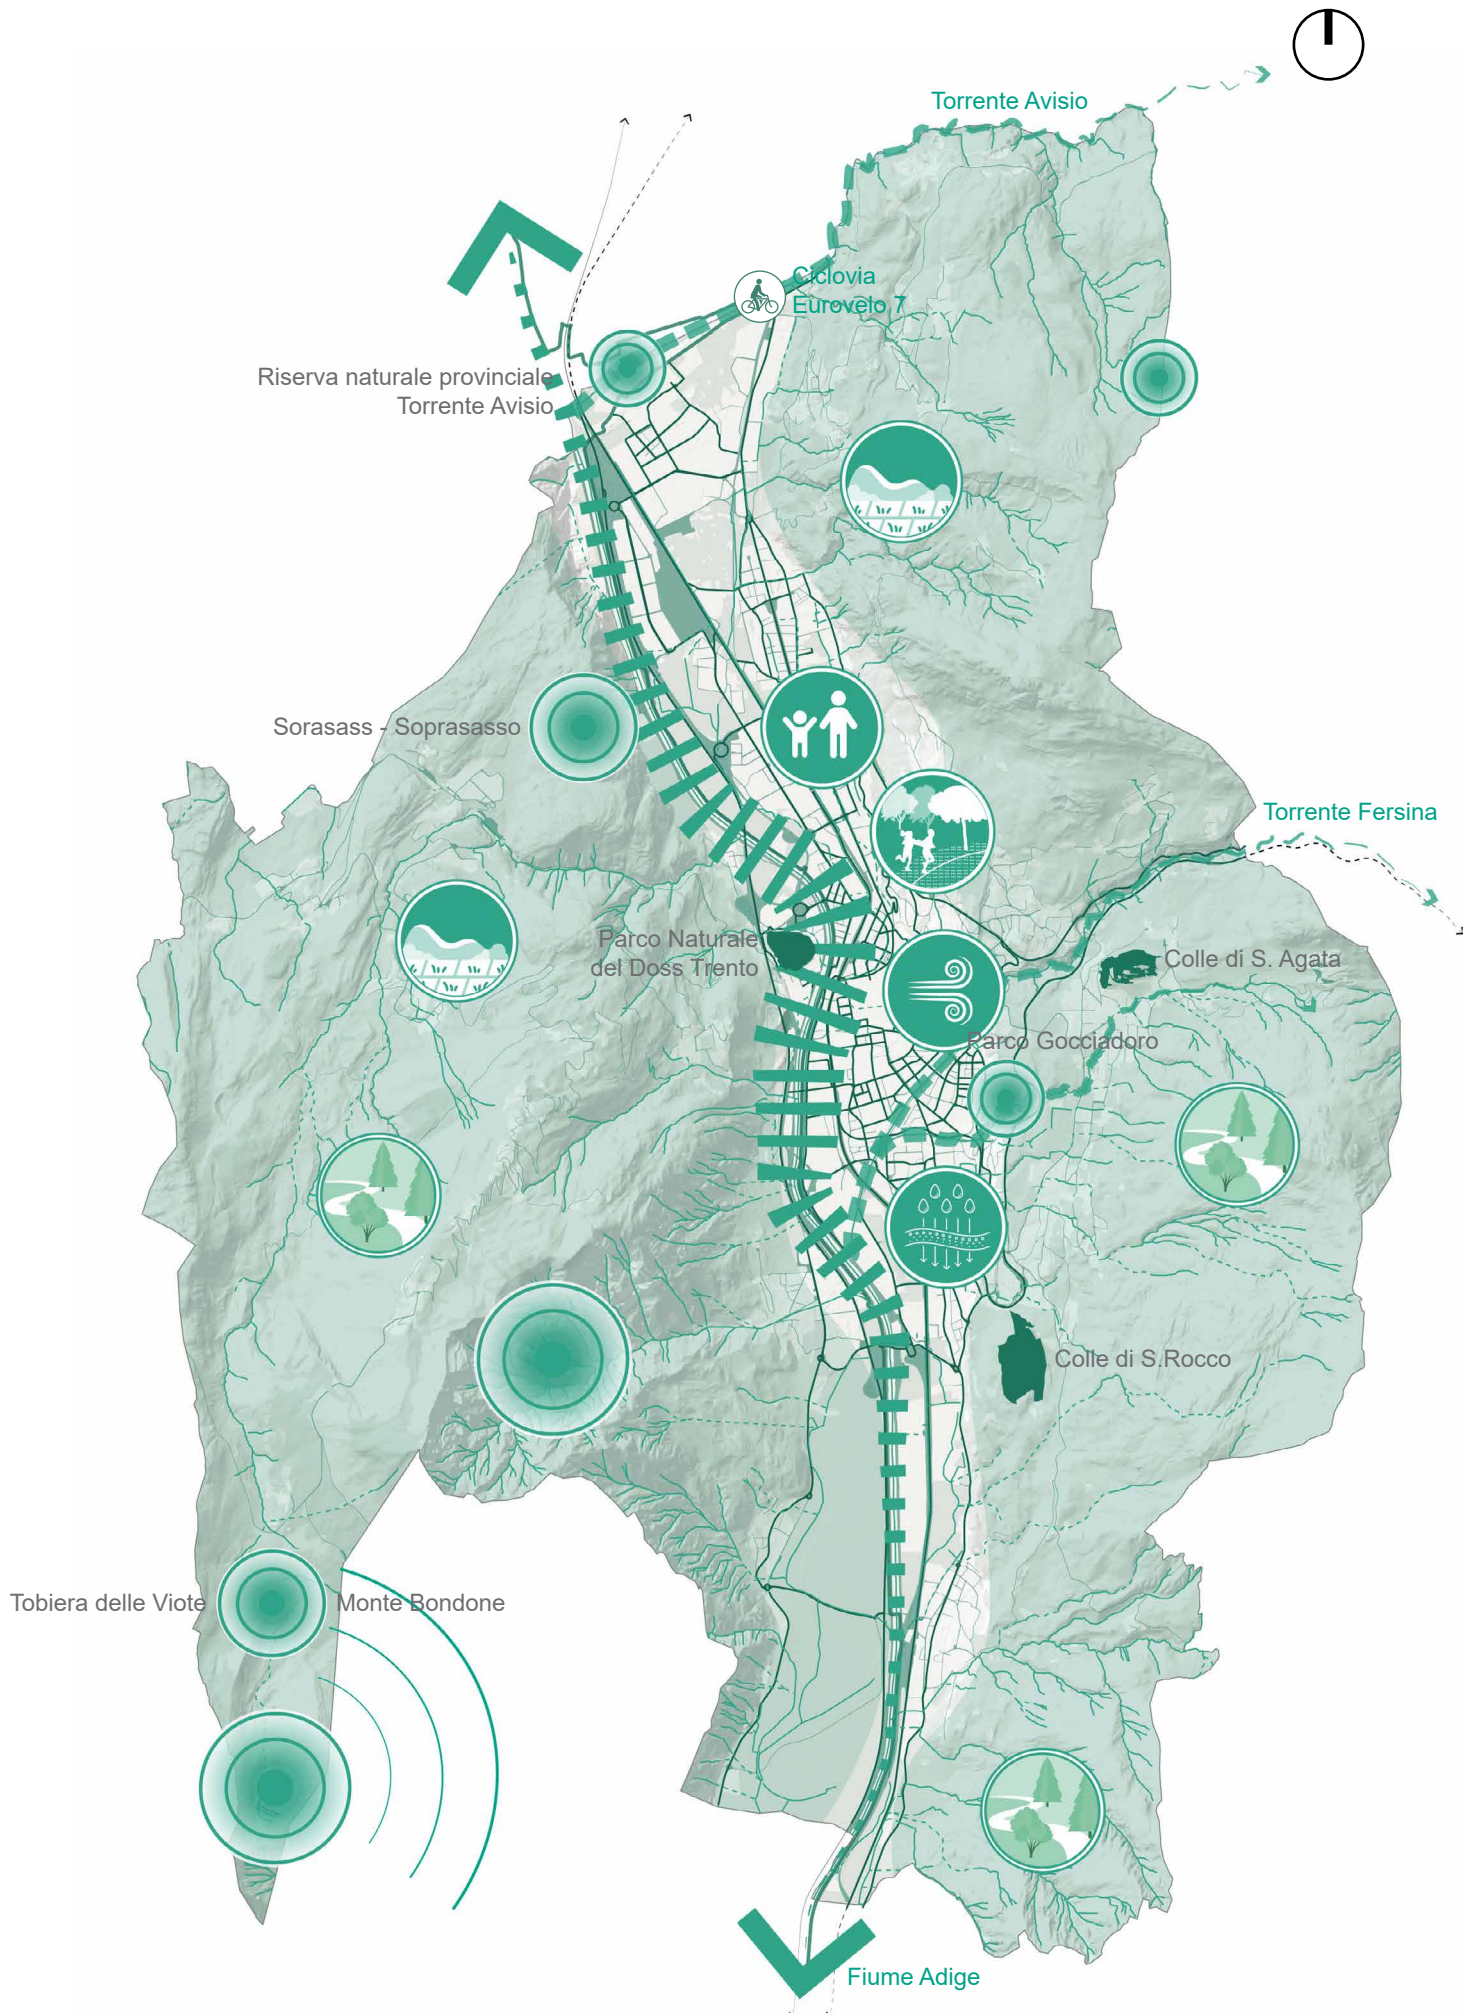 Torrente Avisio
Ciclovia
Eurovelo 7
Riserva naturale provinciale
Torrente Avisio
Sorasass - Soprasasso
Torrente Fersina
Parco Naturale
del Doss Trento
Colle di S. Agata
Parco Gocciadoro
Colle di S.Rocco
Tobiera delle Viote
Monte Bondone
Fiume Adige